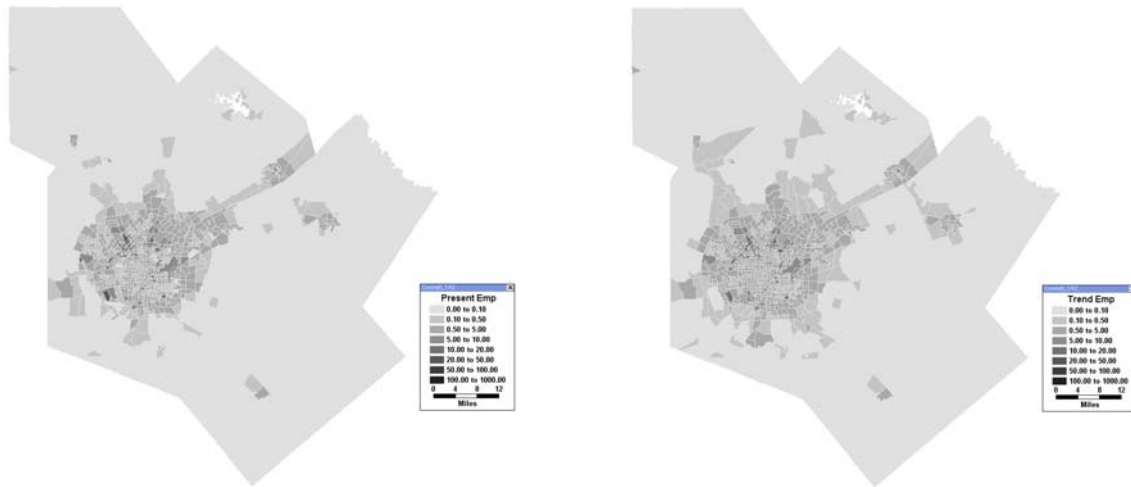 Present Emp
0.00 to 0.10
0.10 to 0.50
0.50 to 5.00
5.00 to 10.00
10.00 to 20.00
20.00 to 50.00
50.00 to 100.00
100.00 to 1000.00
0 4 8 12
Miles
Trend Emp
0.00 to 0.10
0.10 to 0.50
0.50 to 5.00
5.00 to 10.00
10.00 to 20.00
20.00 to 50.00
50.00 to 100.00
100.00 to 1000.00
0 4 8 12
Miles